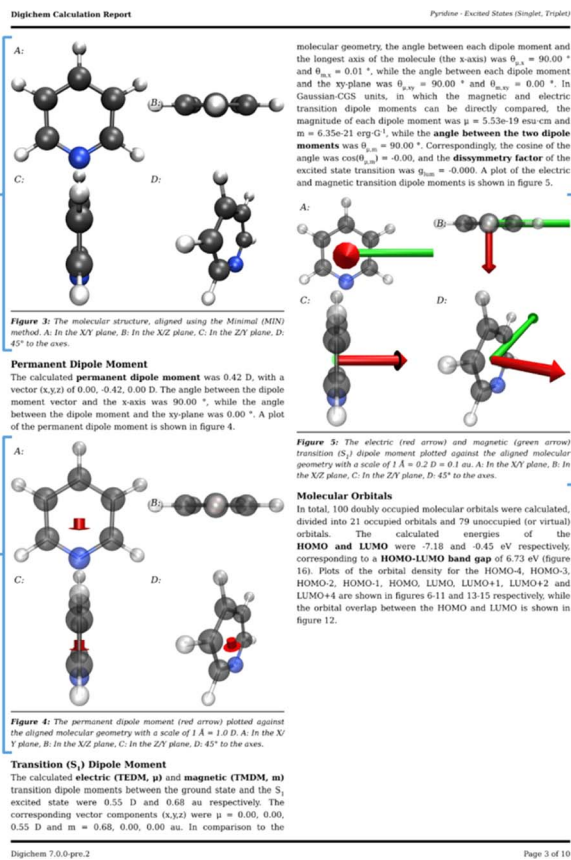 Digichem Calculation Report
Pyridine - Excited States (Singlet, Triplet)
A:
(B:)
C:
D:
Figure 3: The molecular structure, aligned using the Minimal (MIN)
method. A: In the X/Y plane, B: In the X/Z plane, C: In the Z/Y plane, D:
45° to the axes.
Permanent Dipole Moment
The calculated permanent dipole moment was 0.42 D, with a
vector (x,y,z) of 0.00, -0.42, 0.00 D. The angle between the dipole
moment vector and the x-axis was 90.00 °, while the angle
between the dipole moment and the xy-plane was 0.00 °. A plot
of the permanent dipole moment is shown in figure 4.
A:
(B:)
C:
D:
Figure 4: The permanent dipole moment (red arrow) plotted against
the aligned molecular geometry with a scale of 1 Å = 1.0 D. A: In the X/
Y plane, B: In the X/Z plane, C: In the Z/Y plane, D: 45° to the axes.
Transition (S1) Dipole Moment
The calculated electric (TEDM, μ) and magnetic (TMDM, m)
transition dipole moments between the ground state and the S1
excited state were 0.55 D and 0.68 au respectively. The
corresponding vector components (x,y,z) were μ = 0.00, 0.00,
0.55 D and m = 0.68, 0.00, 0.00 au. In comparison to the
molecular geometry, the angle between each dipole moment and
the longest axis of the molecule (the x-axis) was θμ,x = 90.00 °
and θm,x = 0.01 °, while the angle between each dipole moment
and the xy-plane was θμ,xy = 90.00 ° and θm,xy = 0.00 °. In
Gaussian-CGS units, in which the magnetic and electric
transition dipole moments can be directly compared, the
magnitude of each dipole moment was μ = 5.53e-19 esu·cm and
m = 6.35e-21 erg·G-1, while the angle between the two dipole
moments was θμ,m = 90.00 °. Correspondingly, the cosine of the
angle was cos(θμ,m) = -0.00, and the dissymmetry factor of the
excited state transition was glum = -0.000. A plot of the electric
and magnetic transition dipole moments is shown in figure 5.
A:
(B:)
C:
D:
Figure 5: The electric (red arrow) and magnetic (green arrow)
transition (S1) dipole moment plotted against the aligned molecular
geometry with a scale of 1 Å = 0.2 D = 0.1 au. A: In the X/Y plane, B: In
the X/Z plane, C: In the Z/Y plane, D: 45° to the axes.
Molecular Orbitals
In total, 100 doubly occupied molecular orbitals were calculated,
divided into 21 occupied orbitals and 79 unoccupied (or virtual)
orbitals. The calculated energies of the
HOMO and LUMO were -7.18 and -0.45 eV respectively,
corresponding to a HOMO-LUMO band gap of 6.73 eV (figure
16). Plots of the orbital density for the HOMO-4, HOMO-3,
HOMO-2, HOMO-1, HOMO, LUMO, LUMO+1, LUMO+2 and
LUMO+4 are shown in figures 6-11 and 13-15 respectively, while
the orbital overlap between the HOMO and LUMO is shown in
figure 12.
Digichem 7.0.0-pre.2
Page 3 of 10